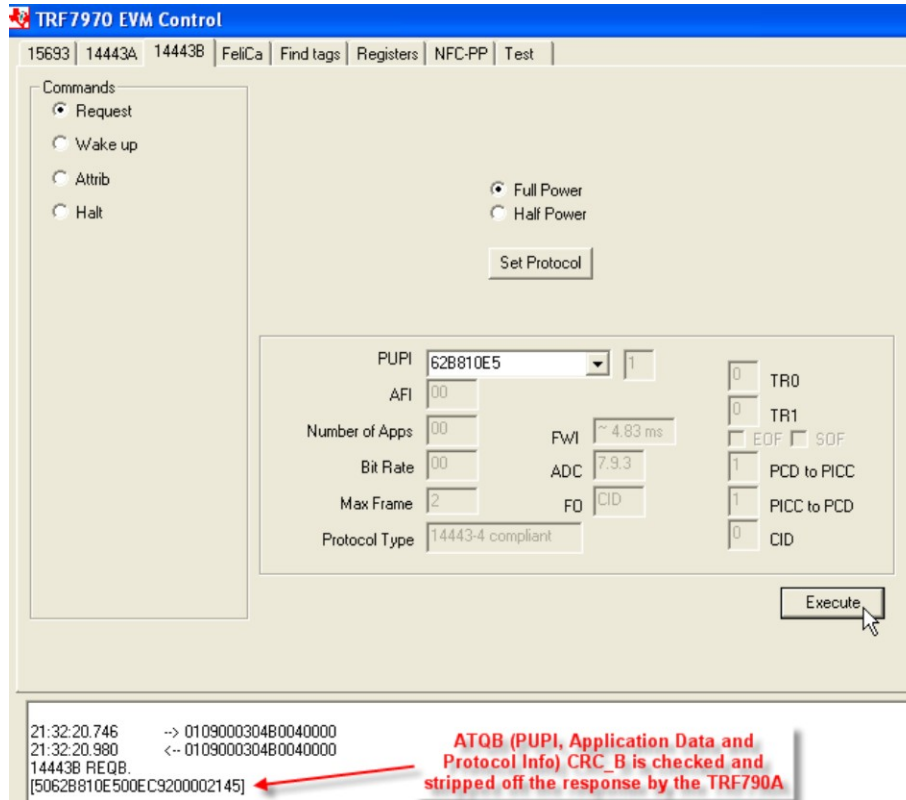 TRF7970 EVM Control
15693 14443A 14443B FeliCa Find tags Registers NFC-PP Test
Commands
Request
Wake up
Attrib
Halt
Full Power
Half Power
Set Protocol
PUPI 62B810E5 1
AFI 00
Number of Apps 00
Bit Rate 00
Max Frame 2
Protocol Type 14443-4 compliant
FWI ~ 4.83 ms
ADC 7.9.3
FO CID
0 TR0
0 TR1
EOF SOF
1 PCD to PICC
1 PICC to PCD
0 CID
Execute
21:32:20.746 --> 0109000304B0040000
21:32:20.980 <-- 0109000304B0040000
14443B REQB.
[5062B810E500EC9200002145]
ATQB (PUPI, Application Data and
Protocol Info) CRC_B is checked and
stripped off the response by the TRF790A